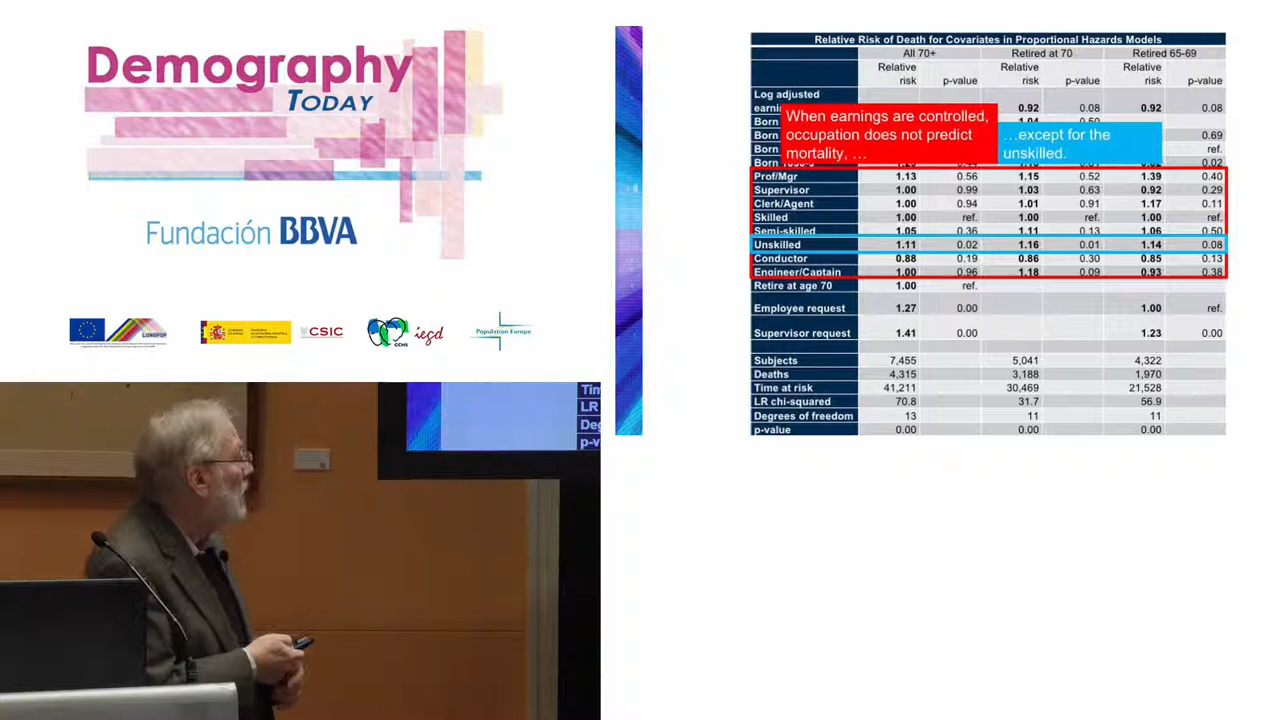 Demography
TODAY
Fundación BBVA
LONGPOP
CSIC
CCHS
iegd
Population Europe
Relative Risk of Death for Covariates in Proportional Hazards Models
All 70+ Retired at 70 Retired 65-69
Relative risk p-value Relative risk p-value Relative risk p-value
Log adjusted
0.92 0.08 0.92 0.08
Born
Born 0.69
Born ref.
Born 0.02
When earnings are controlled,
occupation does not predict
mortality, …
…except for the
unskilled.
Prof/Mgr 1.13 0.56 1.15 0.52 1.39 0.40
Supervisor 1.00 0.99 1.03 0.63 0.92 0.29
Clerk/Agent 1.00 0.94 1.01 0.91 1.17 0.11
Skilled 1.00 ref. 1.00 ref. 1.00 ref.
Semi-skilled 1.05 0.36 1.11 0.13 1.06 0.50
Unskilled 1.11 0.02 1.16 0.01 1.14 0.08
Conductor 0.88 0.19 0.86 0.30 0.85 0.13
Engineer/Captain 1.00 0.96 1.18 0.09 0.93 0.38
Retire at age 70 1.00 ref.
Employee request 1.27 0.00 1.00 ref.
Supervisor request 1.41 0.00 1.23 0.00
Subjects 7,455 5,041 4,322
Deaths 4,315 3,188 1,970
Time at risk 41,211 30,469 21,528
LR chi-squared 70.8 31.7 56.9
Degrees of freedom 13 11 11
p-value 0.00 0.00 0.00
Tim
LR
Deg
p-v